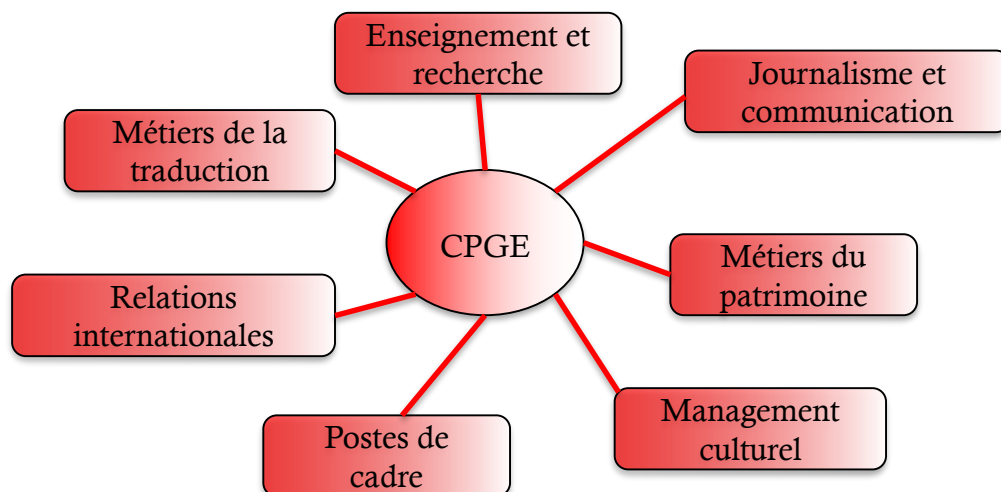 Enseignement et
recherche
Journalisme et
communication
Métiers de la
traduction
CPGE
Métiers du
patrimoine
Relations
internationales
Management
culturel
Postes de
cadre